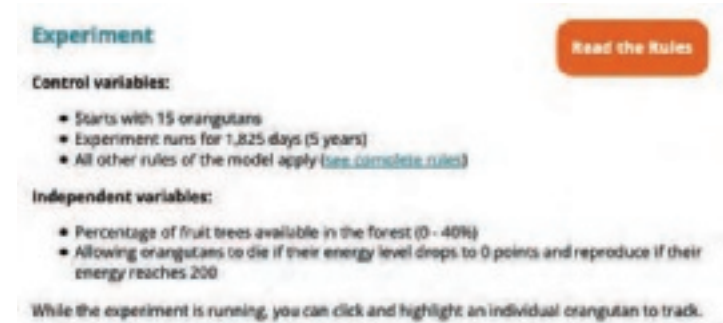 Experiment
Read the Rules
Control variables:
• Starts with 15 orangutans
• Experiment runs for 1,825 days (5 years)
• All other rules of the model apply (see complete rules)
Independent variables:
• Percentage of fruit trees available in the forest (0 - 40%)
• Allowing orangutans to die if their energy level drops to 0 points and reproduce if their
energy reaches 200
While the experiment is running, you can click and highlight an individual orangutan to track.